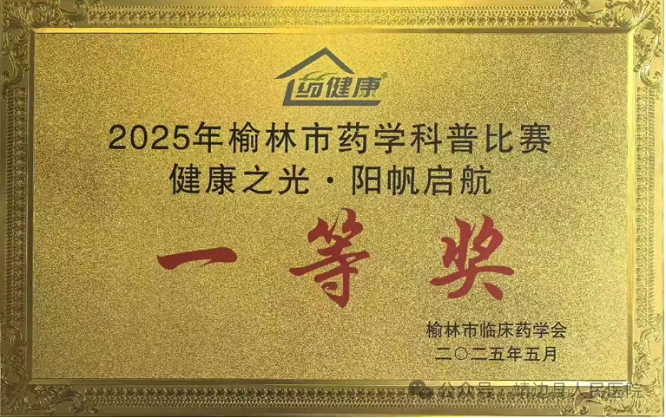 药健康®
2025年榆林市药学科普比赛
健康之光·阳帆启航
一等奖
榆林市临床药学会
二〇二五年五月
公众号·靖边县人民医院